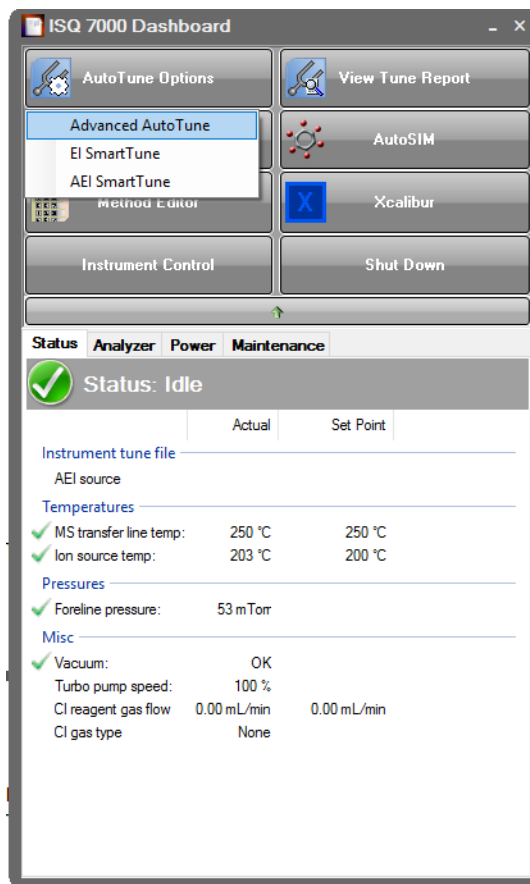 ISQ 7000 Dashboard
AutoTune Options
View Tune Report
Advanced AutoTune
EI SmartTune
AEI SmartTune
AutoSIM
Method Editor
X
Xcalibur
Instrument Control
Shut Down
Status Analyzer Power Maintenance
Status: Idle
Actual Set Point
Instrument tune file
AEI source
Temperatures
MS transfer line temp: 250 °C 250 °C
Ion source temp: 203 °C 200 °C
Pressures
Foreline pressure: 53 mTorr
Misc
Vacuum: OK
Turbo pump speed: 100 %
CI reagent gas flow 0.00 mL/min 0.00 mL/min
CI gas type None